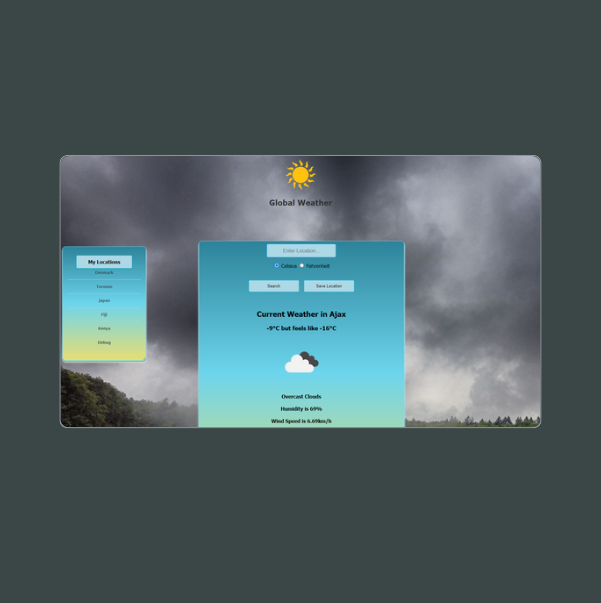 Global Weather
Enter Location...
Celsius Fahrenheit
Search Save Location
My Locations
Denmark
Toronto
Japan
Fiji
Kenya
Current Weather in Ajax
-9°C but feels like -16°C
Overcast Clouds
Humidity is 69%
Wind Speed is 6.69km/h